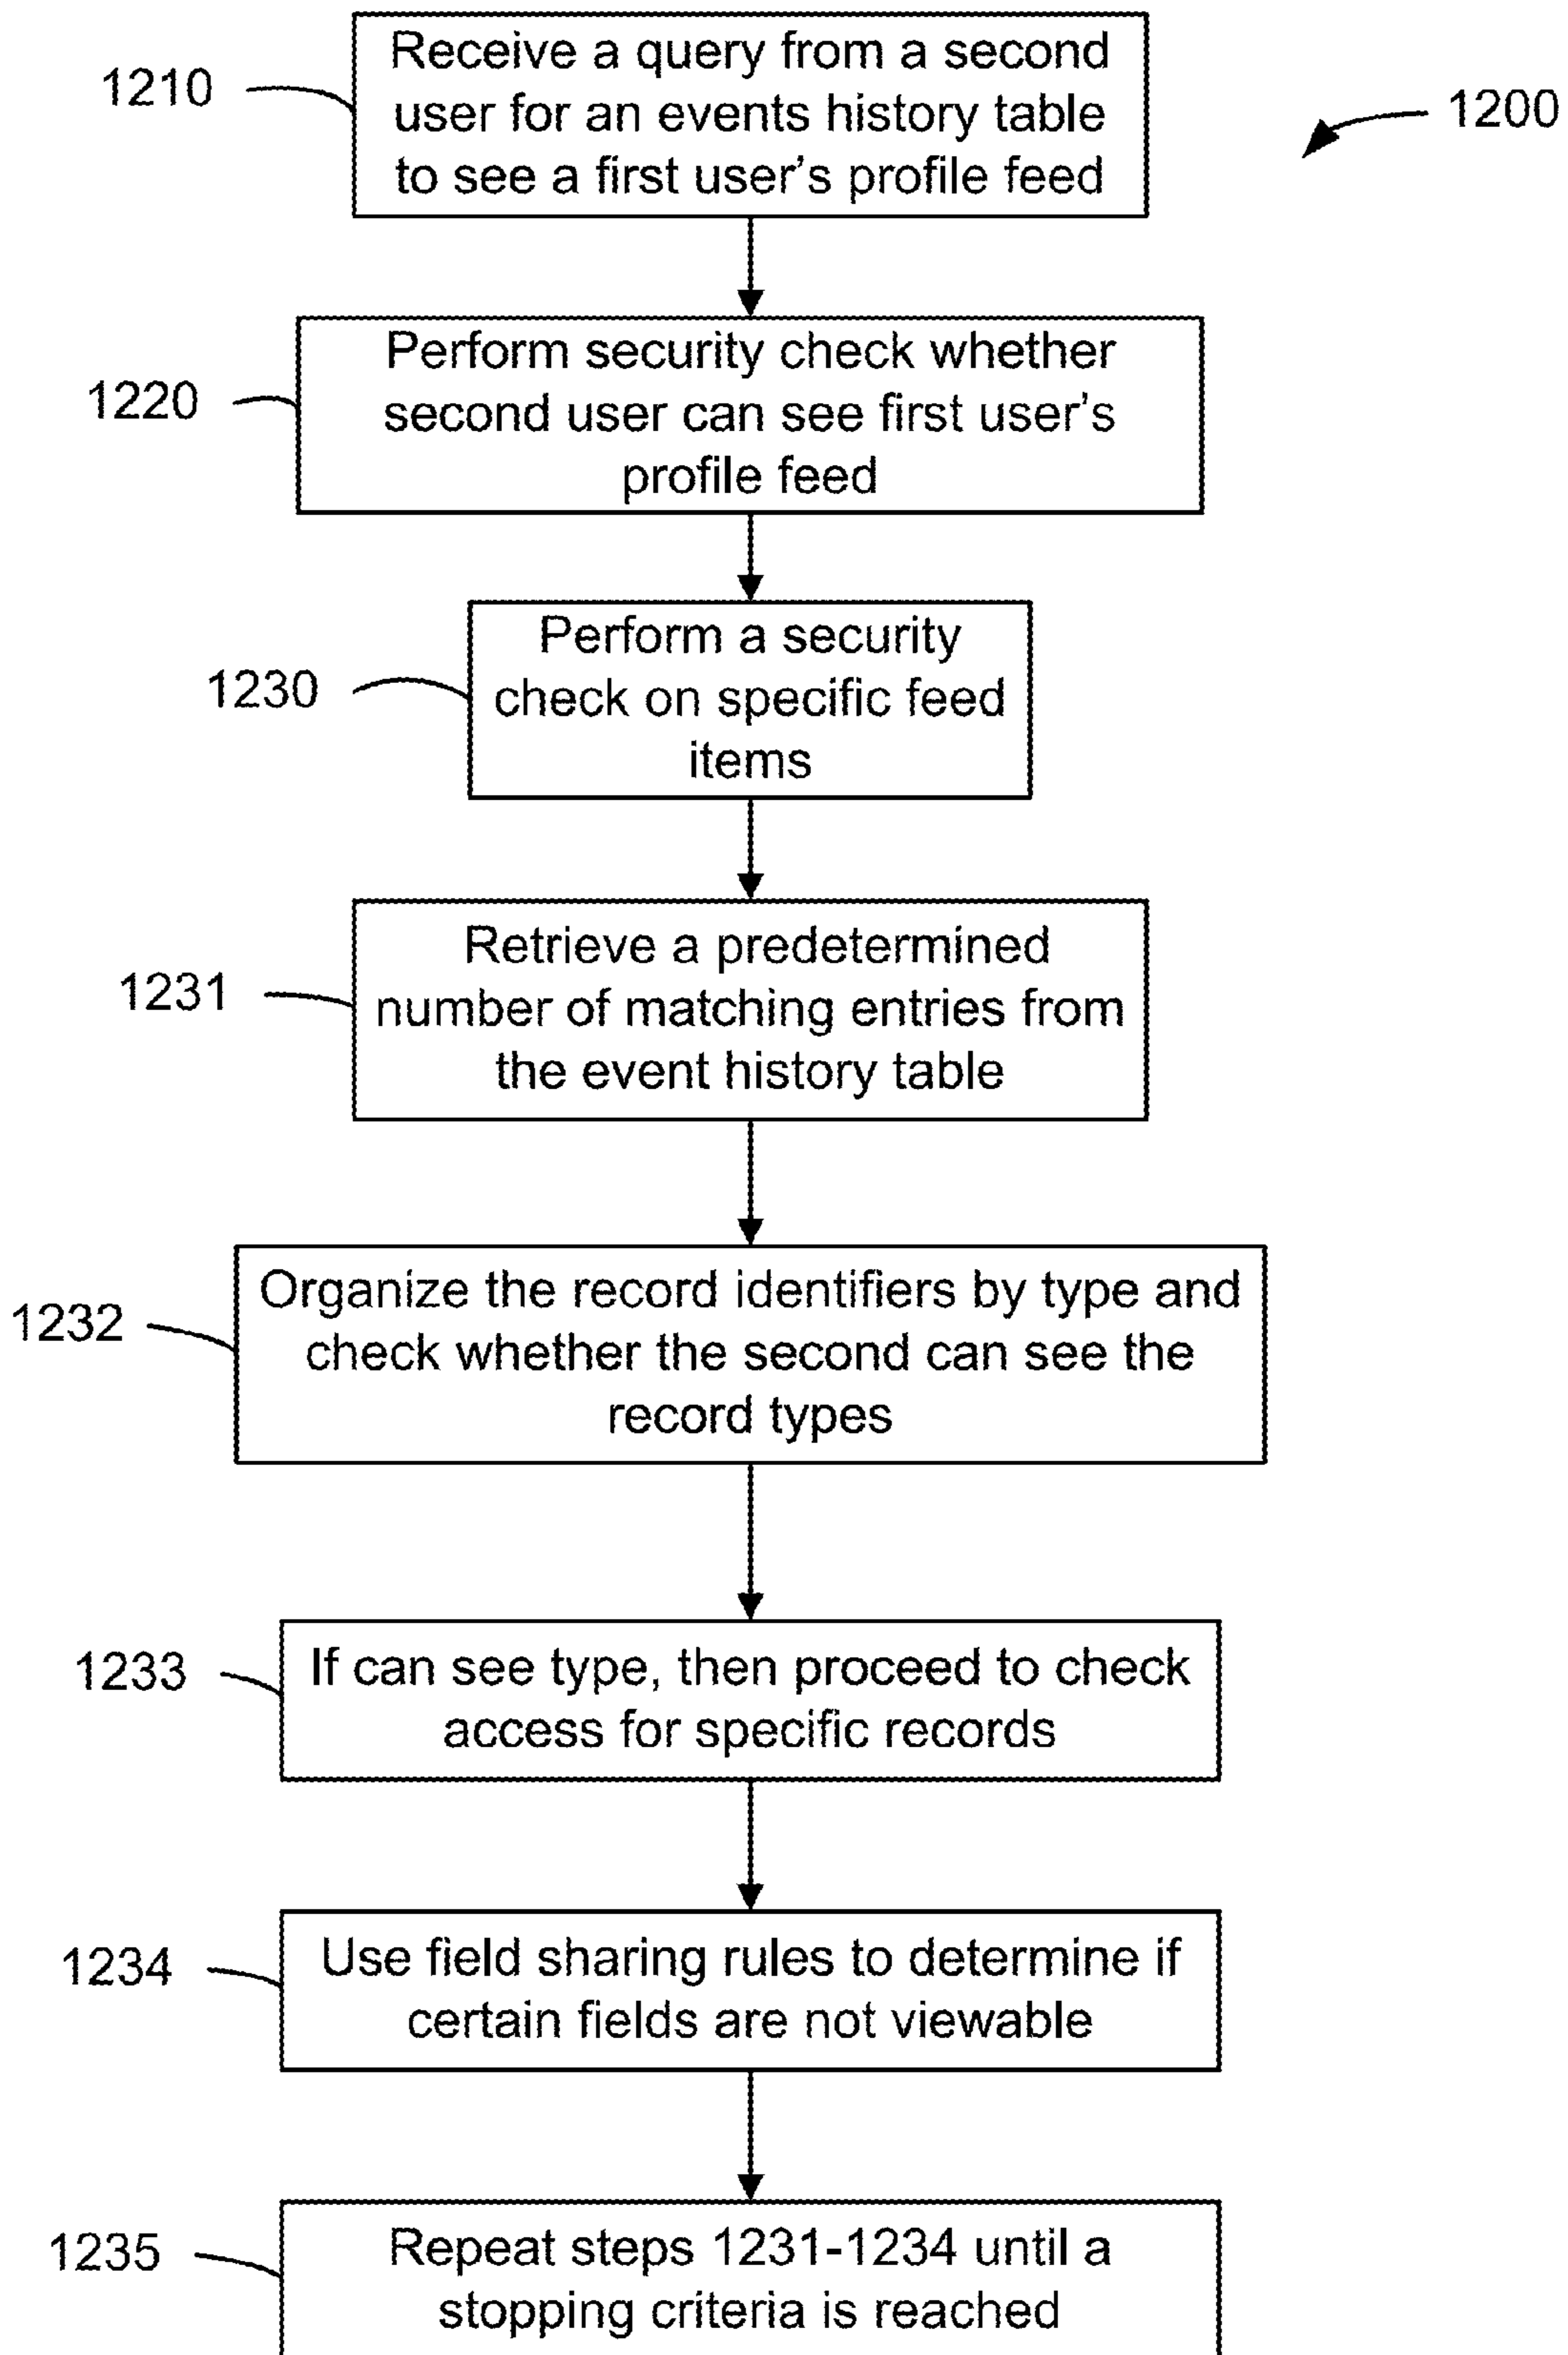 1200
1210
Receive a query from a second
user for an events history table
to see a first user's profile feed
1220
Perform security check whether
second user can see first user's
profile feed
1230
Perform a security
check on specific feed
items
1231
Retrieve a predetermined
number of matching entries from
the event history table
1232
Organize the record identifiers by type and
check whether the second can see the
record types
1233
If can see type, then proceed to check
access for specific records
1234
Use field sharing rules to determine if
certain fields are not viewable
1235
Repeat steps 1231-1234 until a
stopping criteria is reached